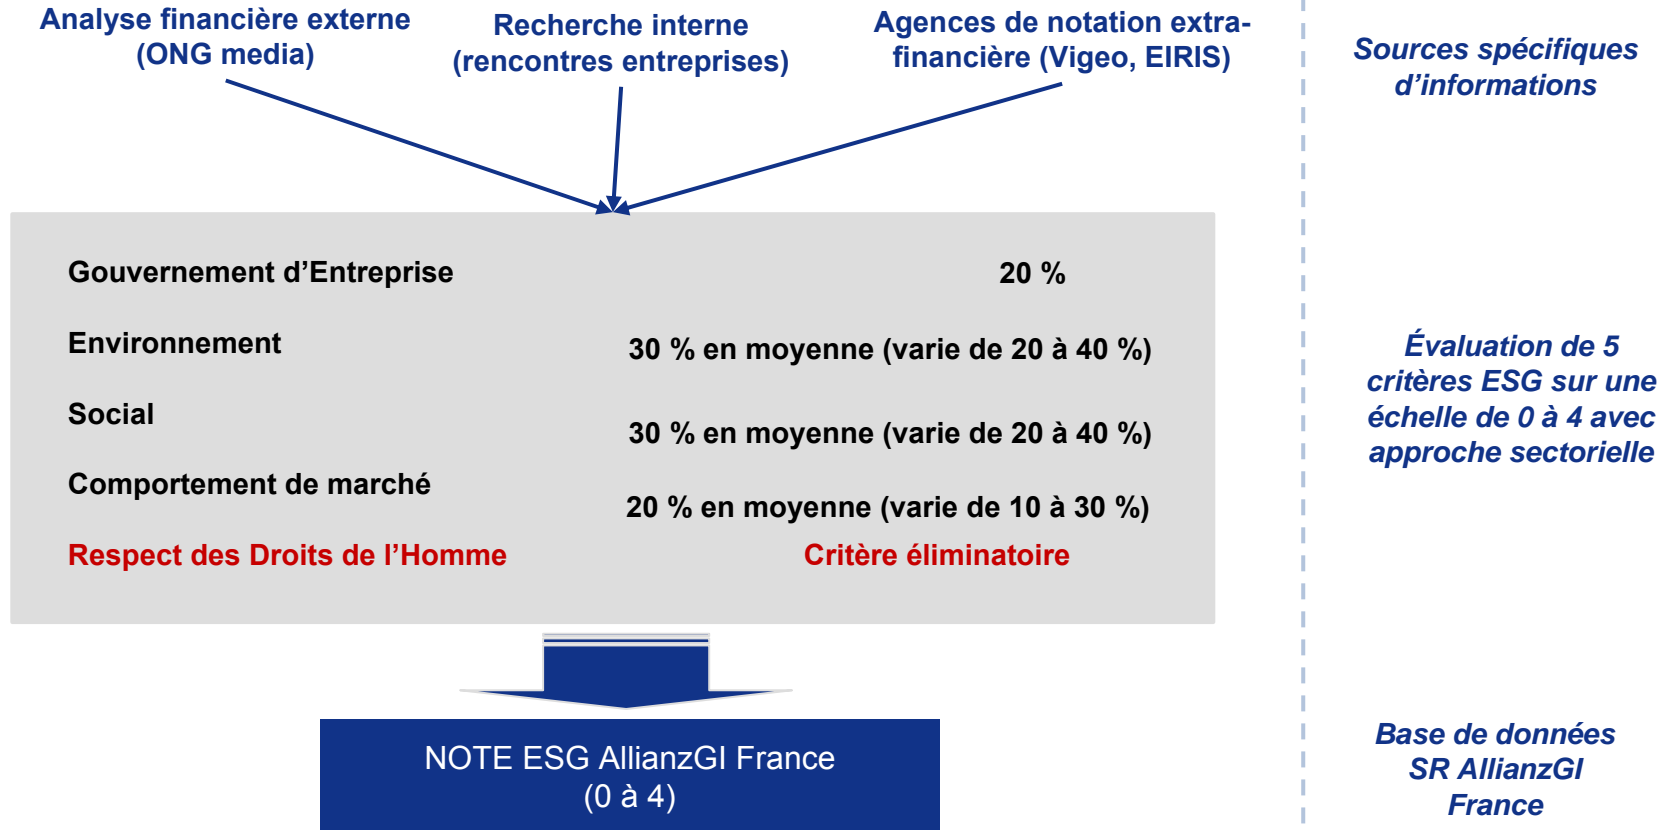 Analyse financière externe
(ONG media)
Recherche interne
(rencontres entreprises)
Agences de notation extra-
financière (Vigeo, EIRIS)
Sources spécifiques
d’informations
Gouvernement d’Entreprise 20 %
Environnement 30 % en moyenne (varie de 20 à 40 %)
Social 30 % en moyenne (varie de 20 à 40 %)
Comportement de marché 20 % en moyenne (varie de 10 à 30 %)
Respect des Droits de l’Homme Critère éliminatoire
Évaluation de 5
critères ESG sur une
échelle de 0 à 4 avec
approche sectorielle
NOTE ESG AllianzGI France
(0 à 4)
Base de données
SR AllianzGI
France